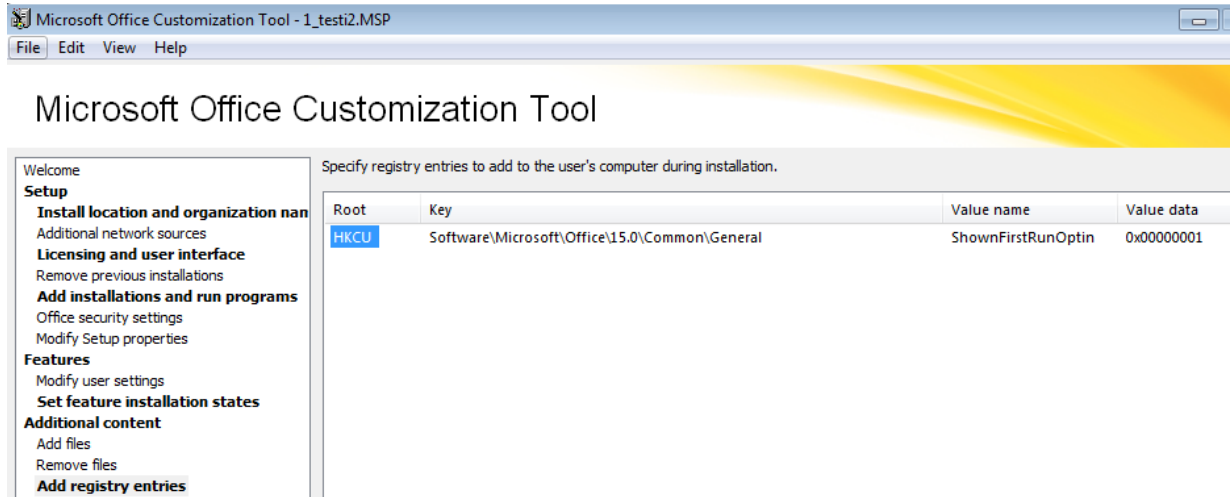 Microsoft Office Customization Tool - 1_testi2.MSP
File Edit View Help
Microsoft Office Customization Tool
Welcome
Setup
Install location and organization nan
Additional network sources
Licensing and user interface
Remove previous installations
Add installations and run programs
Office security settings
Modify Setup properties
Features
Modify user settings
Set feature installation states
Additional content
Add files
Remove files
Add registry entries
Specify registry entries to add to the user's computer during installation.
Root Key Value name Value data
HKCU Software\Microsoft\Office\15.0\Common\General ShownFirstRunOptin 0x00000001